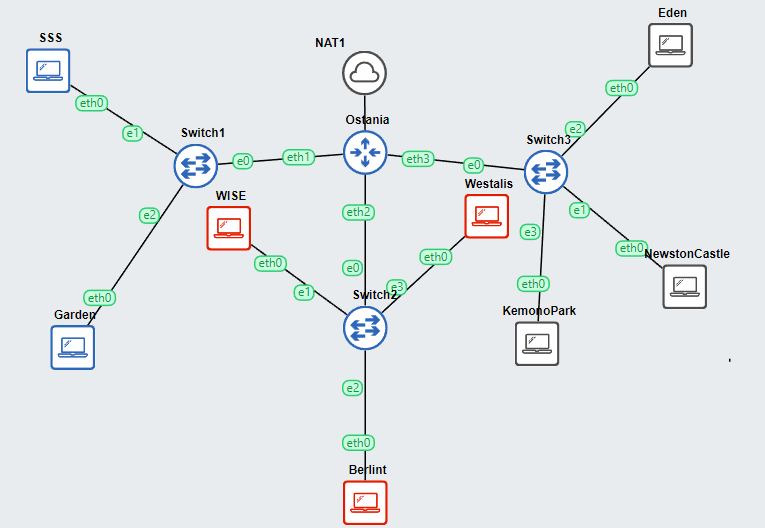 Eden
SSS
NAT1
eth0
eth0
Ostania
e1
e2
Switch1
Switch3
e0
eth1
eth3
e0
WISE
Westalis
e2
eth2
e1
e3
eth0
eth0
eth0
NewstonCastle
e0
eth0
e1
e3
Switch2
eth0
Garden
KemonoPark
e2
eth0
Berlint